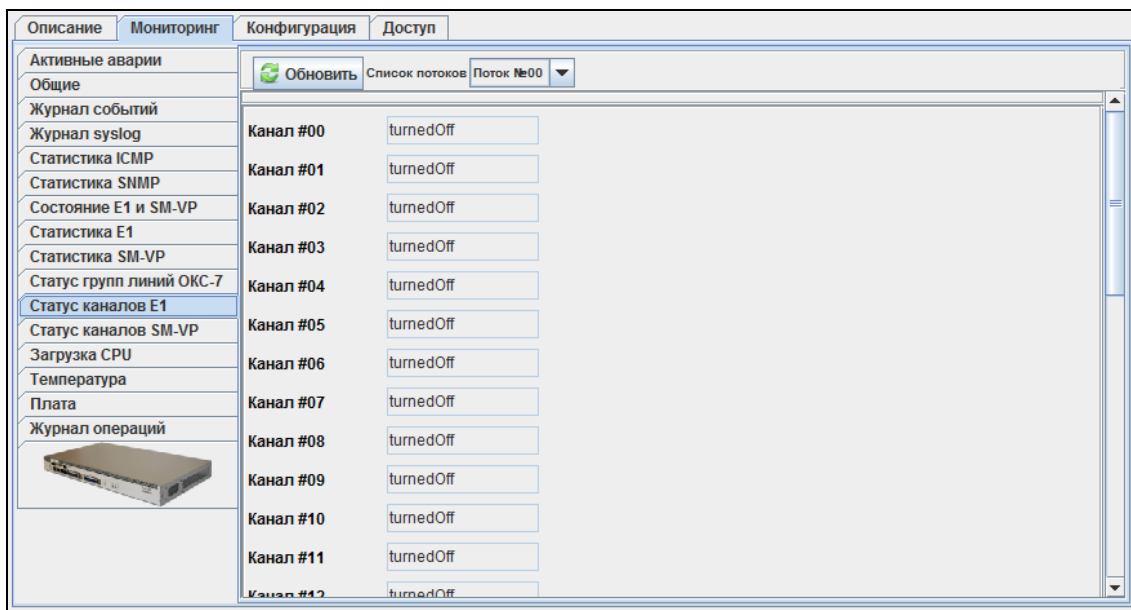 Описание Мониторинг Конфигурация Доступ
Активные аварии
Общие
Журнал событий
Журнал syslog
Статистика ICMP
Статистика SNMP
Состояние E1 и SM-VP
Статистика E1
Статистика SM-VP
Статус групп линий ОКС-7
Статус каналов E1
Статус каналов SM-VP
Загрузка CPU
Температура
Плата
Журнал операций
Обновить Список потоков Поток №00
Канал #00 turnedOff
Канал #01 turnedOff
Канал #02 turnedOff
Канал #03 turnedOff
Канал #04 turnedOff
Канал #05 turnedOff
Канал #06 turnedOff
Канал #07 turnedOff
Канал #08 turnedOff
Канал #09 turnedOff
Канал #10 turnedOff
Канал #11 turnedOff
Канал #12 turnedOff